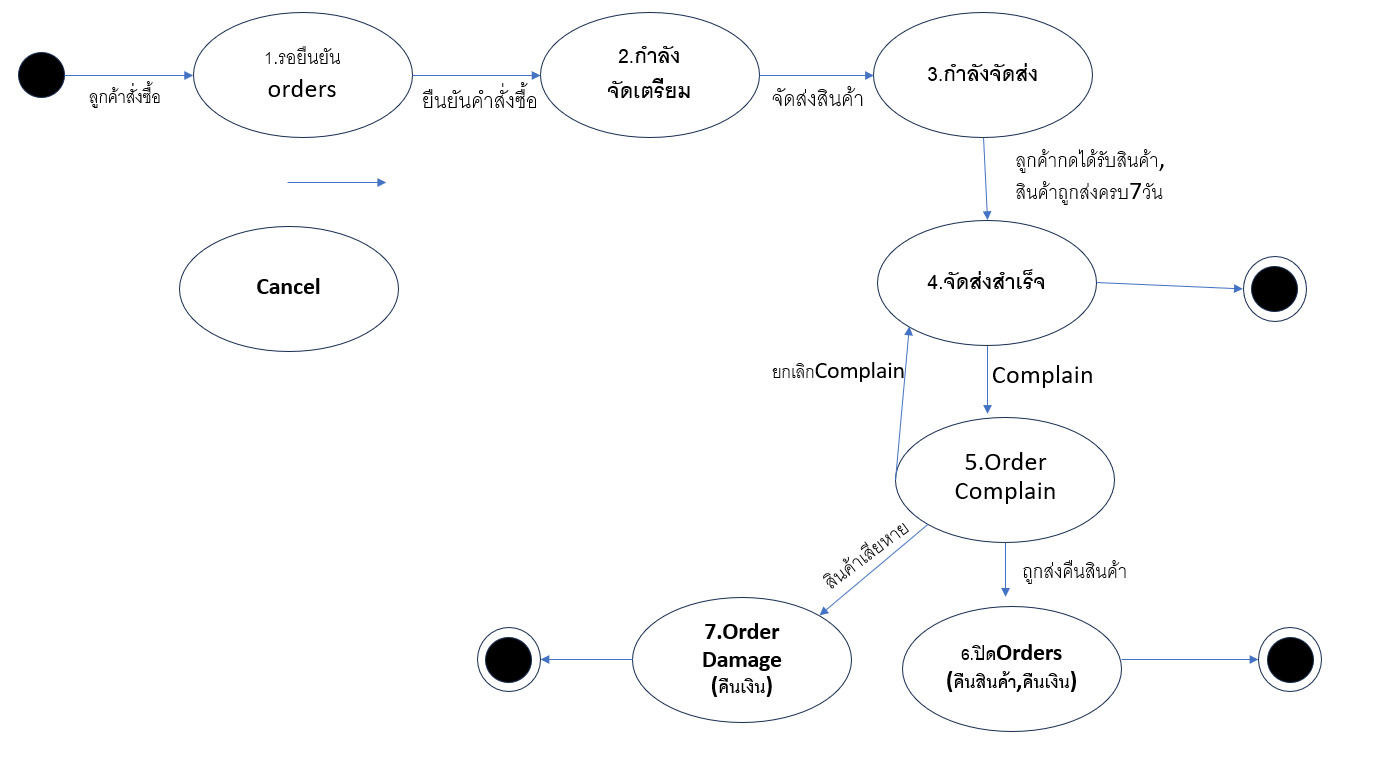 1.รอยืนยัน
orders
2.กำลัง
จัดเตรียม
3.กำลังจัดส่ง
ลูกค้าสั่งซื้อ
ยืนยันคำสั่งซื้อ
จัดส่งสินค้า
ลูกค้ากดได้รับสินค้า,
สินค้าถูกส่งครบ7วัน
Cancel
4.จัดส่งสำเร็จ
ยกเลิกComplain
Complain
5.Order
Complain
สินค้าเสียหาย
ถูกส่งคืนสินค้า
7.Order
Damage
(คืนเงิน)
6.ปิดOrders
(คืนสินค้า,คืนเงิน)